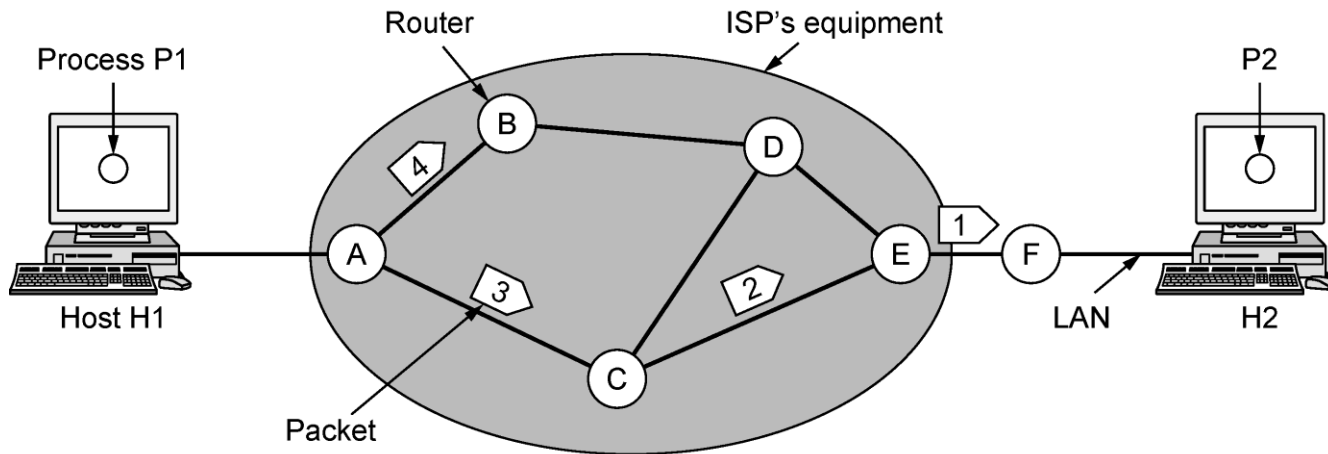 Router
ISP's equipment
Process P1
P2
B
D
4
1
A
E
F
3
2
Host H1
LAN
H2
C
Packet